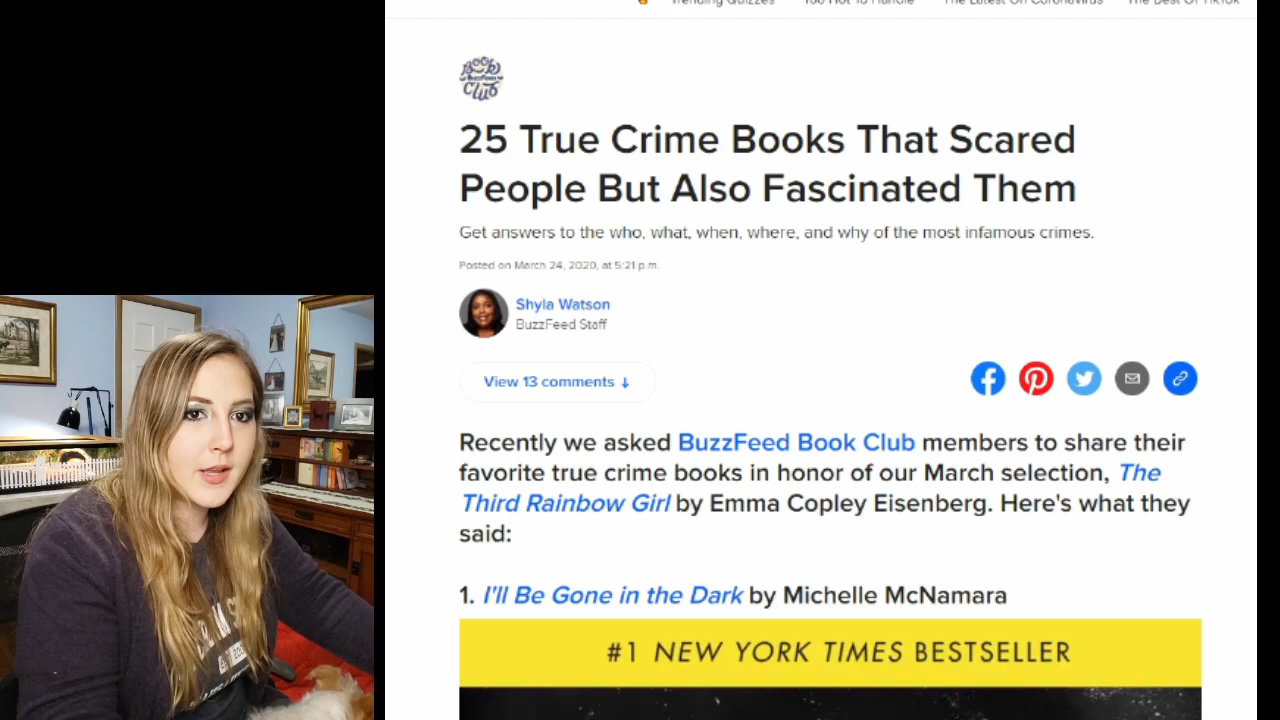 Trending Quizzes Too Hot To Handle The Latest On Coronavirus The Best Of TikTok
Book
BuzzFeed
Club
25 True Crime Books That Scared
People But Also Fascinated Them
Get answers to the who, what, when, where, and why of the most infamous crimes.
Posted on March 24, 2020, at 5:21 p.m.
Shyla Watson
BuzzFeed Staff
View 13 comments ↓
Recently we asked BuzzFeed Book Club members to share their
favorite true crime books in honor of our March selection, The
Third Rainbow Girl by Emma Copley Eisenberg. Here's what they
said:
1. I'll Be Gone in the Dark by Michelle McNamara
#1 NEW YORK TIMES BESTSELLER